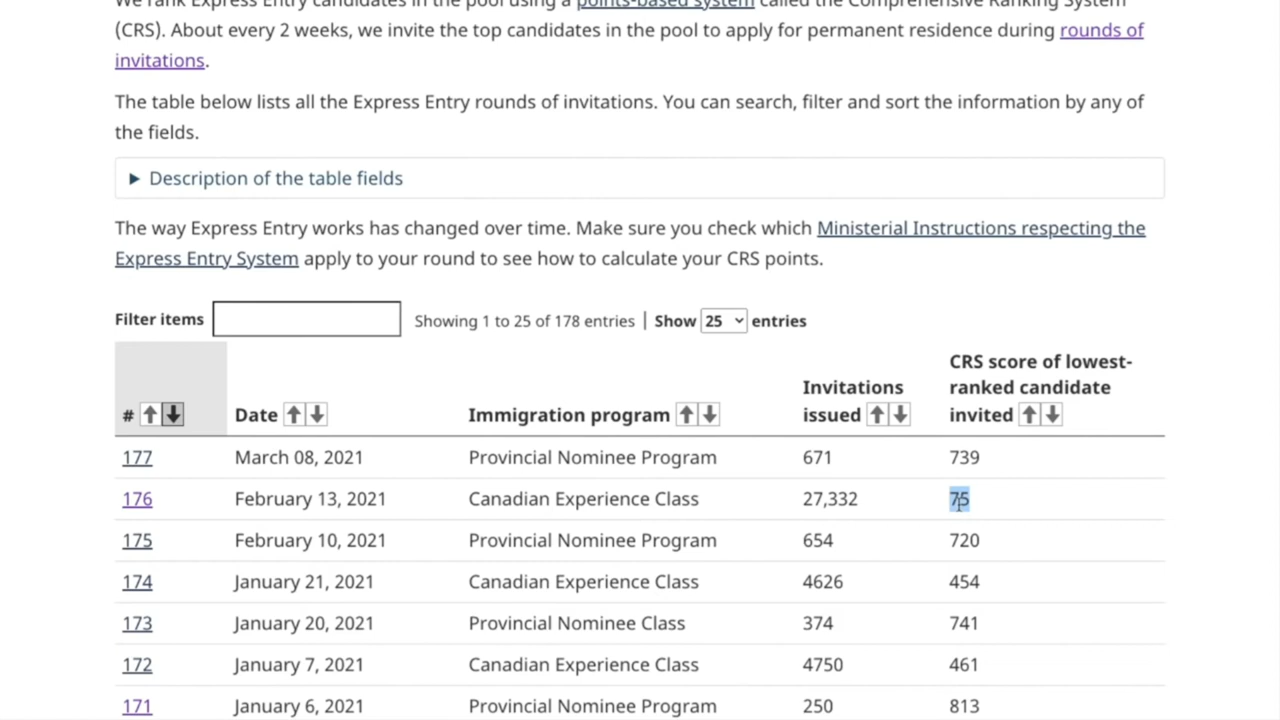 We rank Express Entry candidates in the pool using a points-based system called the Comprehensive Ranking System
(CRS). About every 2 weeks, we invite the top candidates in the pool to apply for permanent residence during rounds of
invitations.
The table below lists all the Express Entry rounds of invitations. You can search, filter and sort the information by any of
the fields.
Description of the table fields
The way Express Entry works has changed over time. Make sure you check which Ministerial Instructions respecting the
Express Entry System apply to your round to see how to calculate your CRS points.
Filter items Showing 1 to 25 of 178 entries | Show 25 entries
# Date Immigration program Invitations issued CRS score of lowest-ranked candidate invited
177 March 08, 2021 Provincial Nominee Program 671 739
176 February 13, 2021 Canadian Experience Class 27,332 75
175 February 10, 2021 Provincial Nominee Program 654 720
174 January 21, 2021 Canadian Experience Class 4626 454
173 January 20, 2021 Provincial Nominee Class 374 741
172 January 7, 2021 Canadian Experience Class 4750 461
171 January 6, 2021 Provincial Nominee Program 250 813